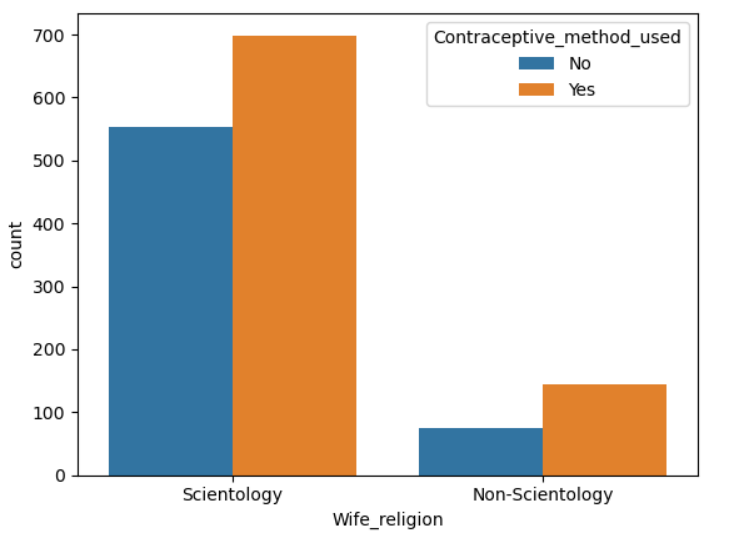 Contraceptive_method_used
No
Yes
700
600
500
400
300
200
100
0
count
Scientology Non-Scientology
Wife_religion